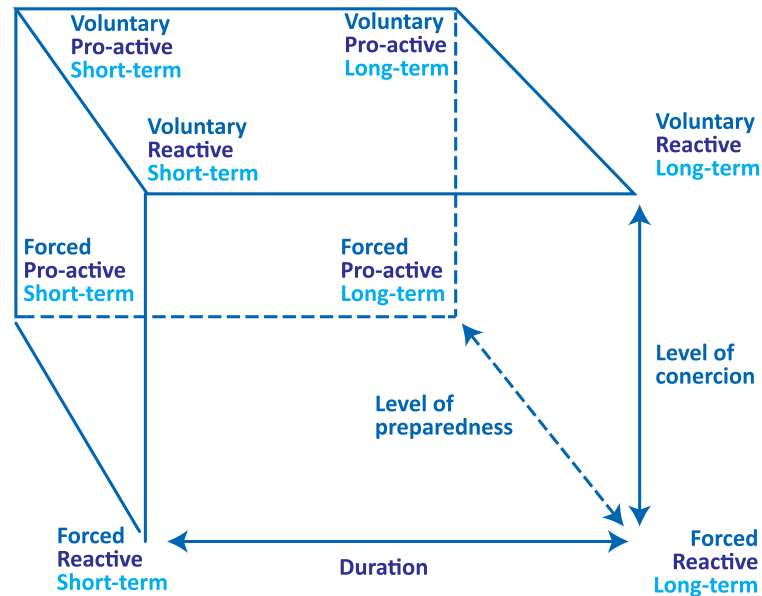 Voluntary
Pro-active
Short-term
Voluntary
Pro-active
Long-term
Voluntary
Reactive
Short-term
Voluntary
Reactive
Long-term
Forced
Pro-active
Short-term
Forced
Pro-active
Long-term
Level of
conercion
Level of
preparedness
Forced
Reactive
Short-term
Duration
Forced
Reactive
Long-term